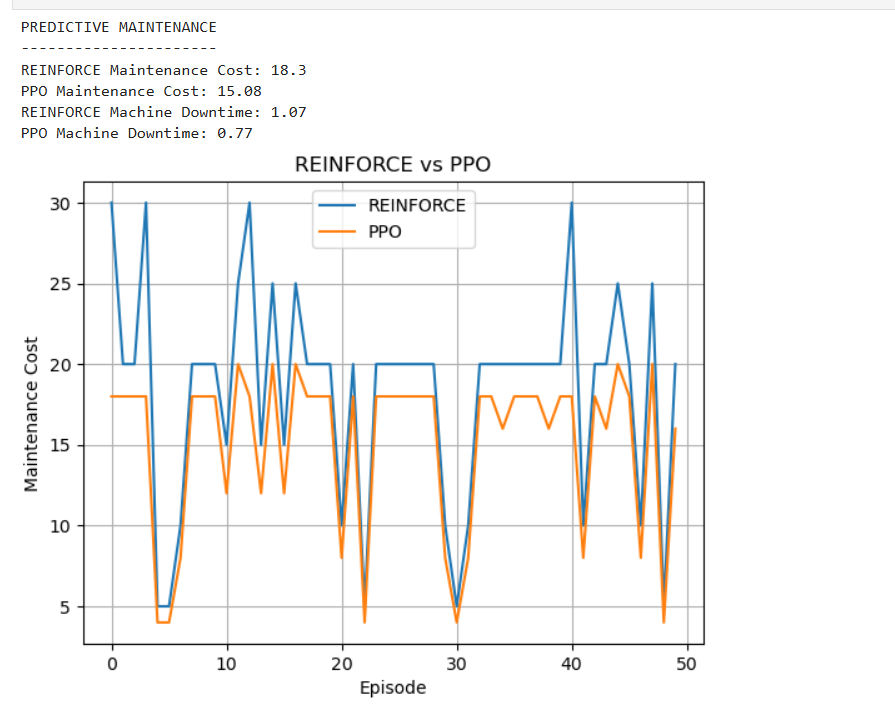 PREDICTIVE MAINTENANCE
----------------------
REINFORCE Maintenance Cost: 18.3
PPO Maintenance Cost: 15.08
REINFORCE Machine Downtime: 1.07
PPO Machine Downtime: 0.77
REINFORCE vs PPO
REINFORCE
PPO
30
25
20
15
10
5
Maintenance Cost
0 10 20 30 40 50
Episode